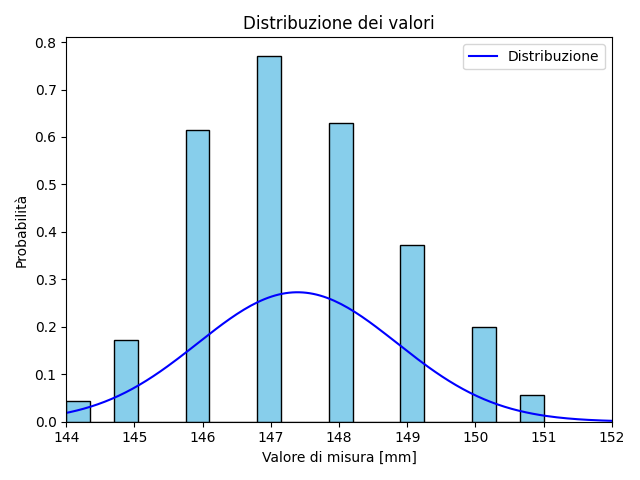 Distribuzione dei valori
Distribuzione
Probabilità
0.8
0.7
0.6
0.5
0.4
0.3
0.2
0.1
0.0
144 145 146 147 148 149 150 151 152
Valore di misura [mm]